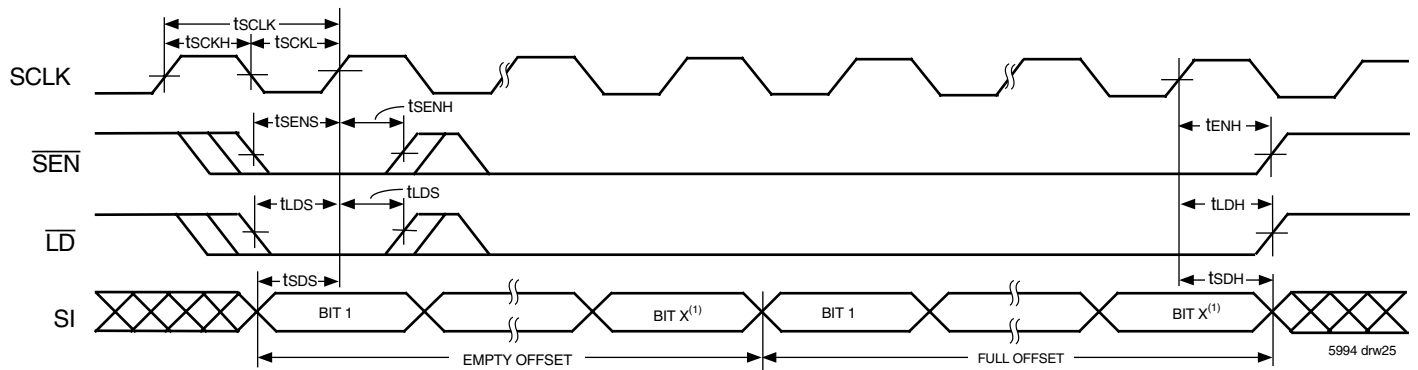 tSCLK
tSCKH
tSCKL
SCLK
tSENH
tSENS
tENH
SEN
tLDS
tLDS
tLDH
LD
tSDS
tSDH
SI
BIT 1
BIT X(1)
BIT 1
BIT X(1)
EMPTY OFFSET
FULL OFFSET
5994 drw25